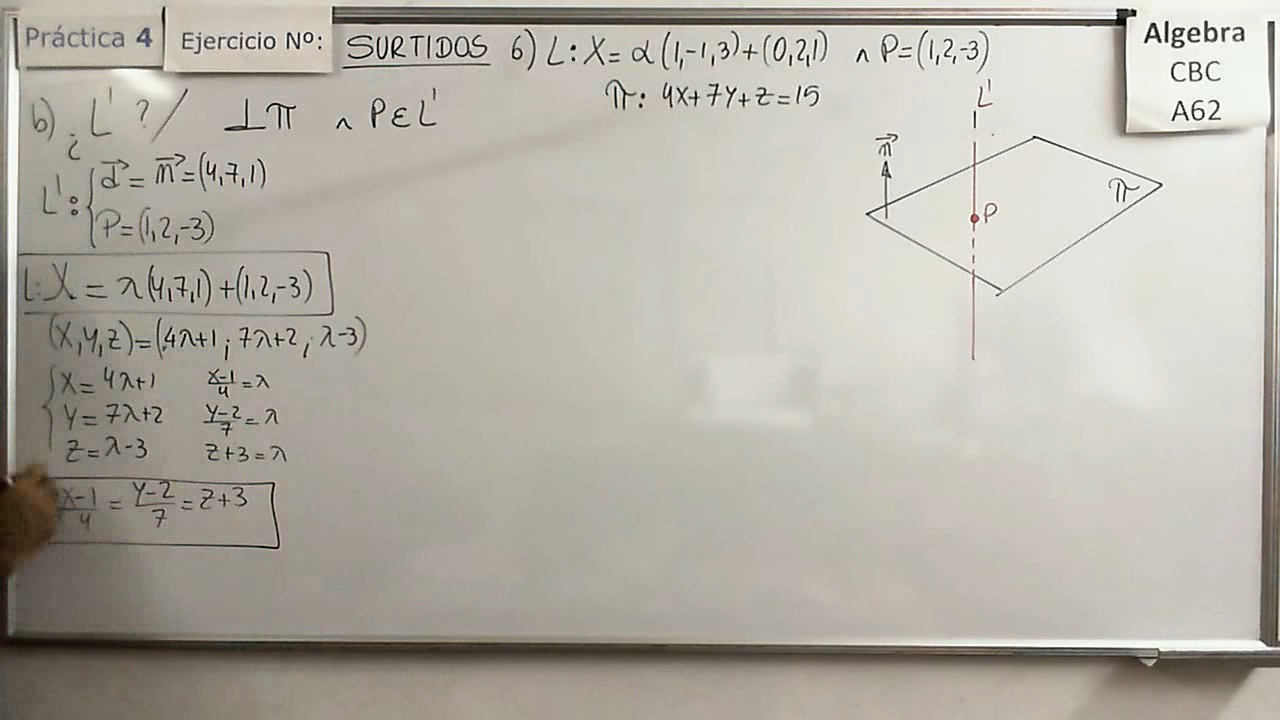 Práctica 4 Ejercicio Nº: SURTIDOS 6) L: X = α(1,-1,3)+(0,2,1) ∧ P=(1,2,-3)
π: 4X+7Y+Z=15
Algebra
CBC
A62
b) ¿L' ?/ ⊥π ∧ P∈L'
L': { d⃗ = n⃗ = (4,7,1)
P=(1,2,-3)
L: X = λ(4,7,1)+(1,2,-3)
(X,Y,Z)=(4λ+1; 7λ+2; λ-3)
X= 4λ+1 X-1/4 = λ
Y= 7λ+2 Y-2/7 = λ
Z= λ-3 Z+3 = λ
X-1/4 = Y-2/7 = Z+3
L'
n⃗
π
P